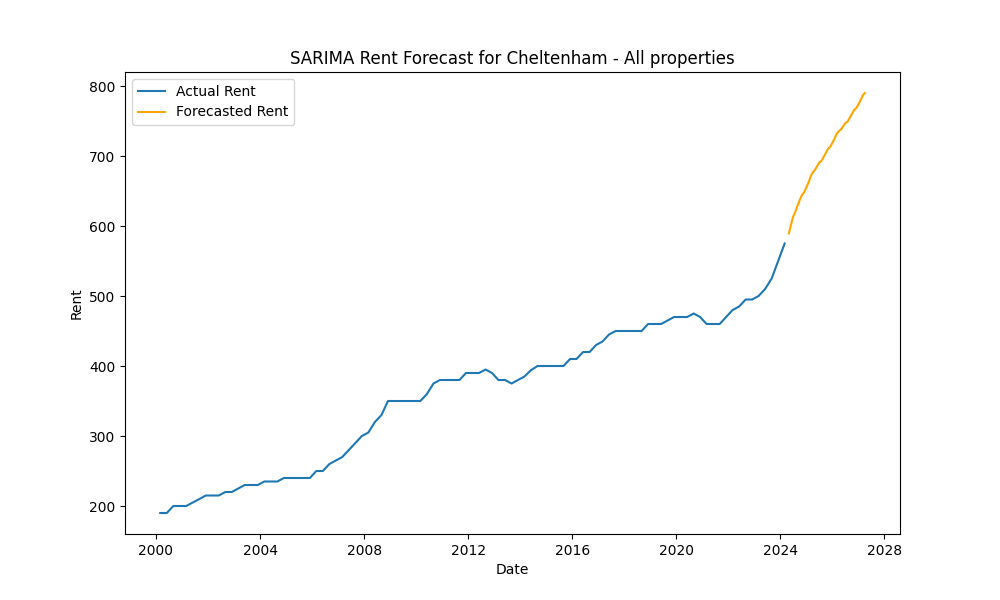 SARIMA Rent Forecast for Cheltenham - All properties
Actual Rent
Forecasted Rent
800
700
600
500
400
300
200
Rent
2000 2004 2008 2012 2016 2020 2024 2028
Date